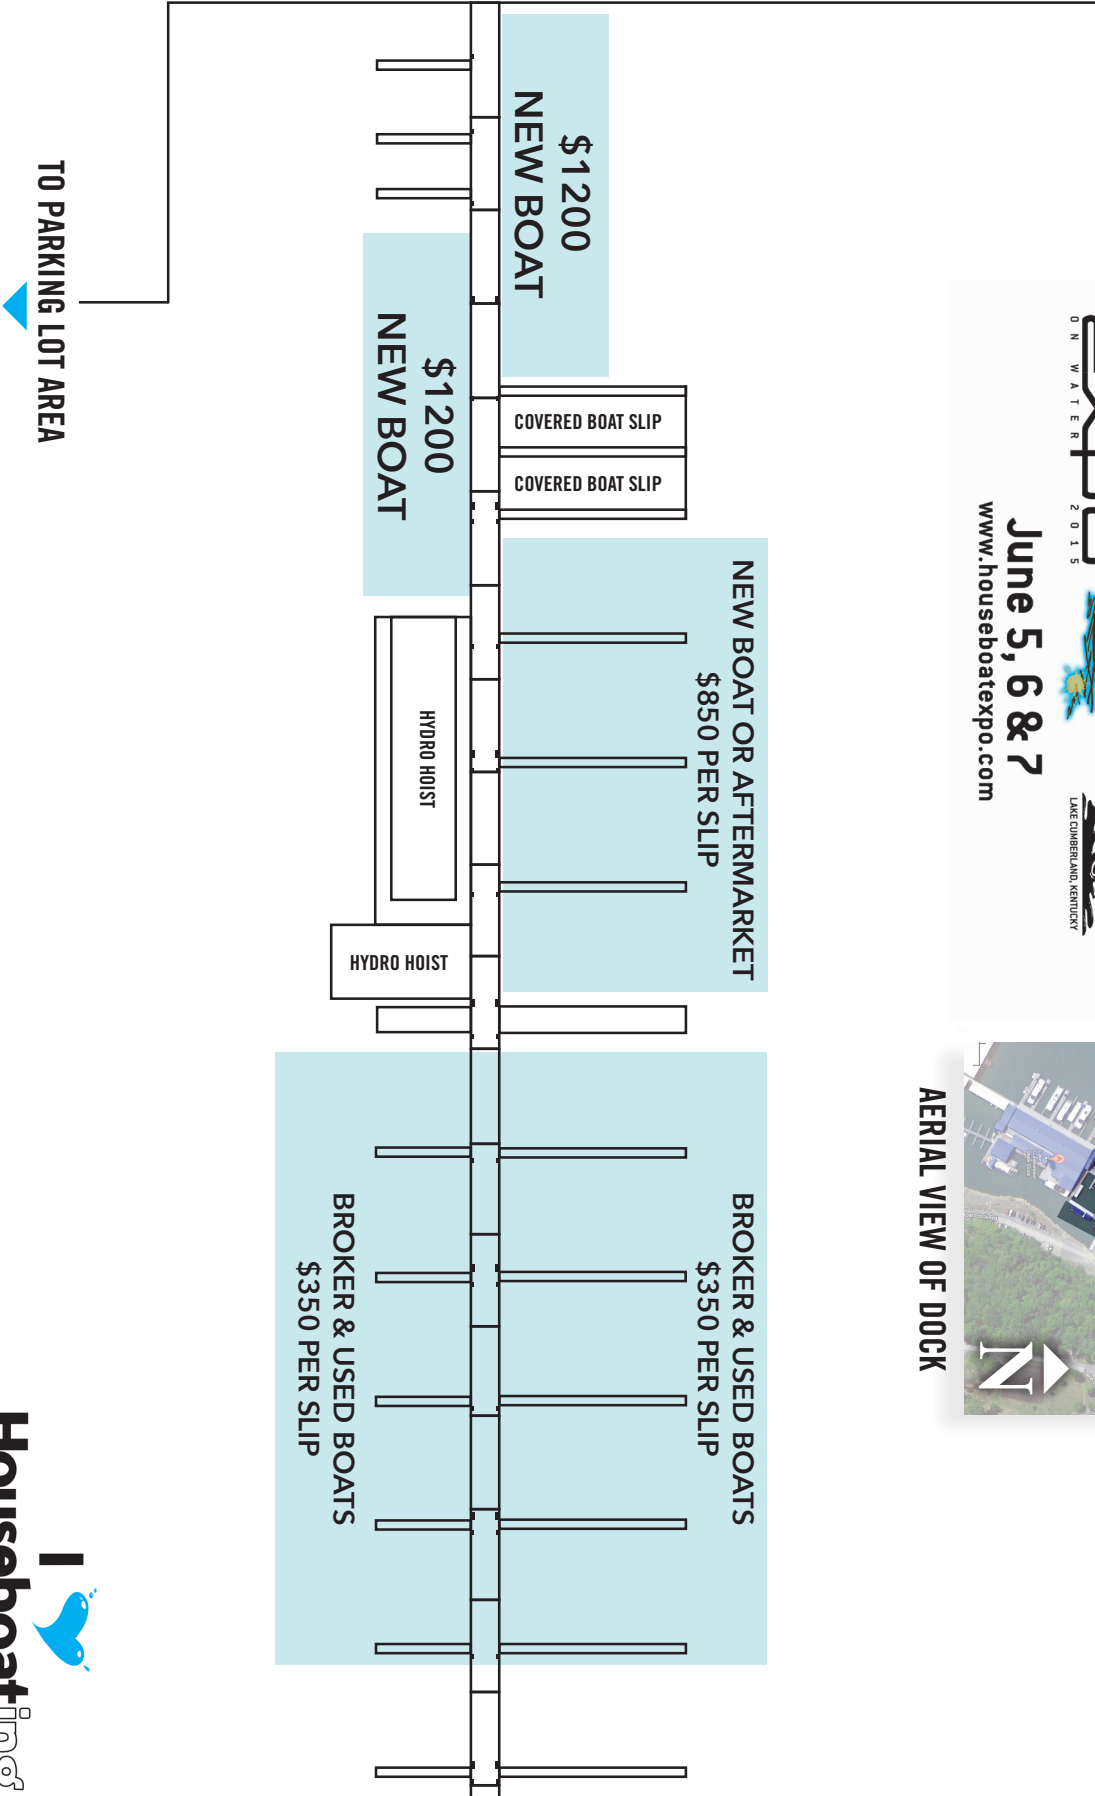 EXPO
ON WATER 2015
LAKE CUMBERLAND, KENTUCKY
June 5, 6 & 7
www.houseboatexpo.com
AERIAL VIEW OF DOCK
N
$1200
NEW BOAT
COVERED BOAT SLIP
COVERED BOAT SLIP
NEW BOAT OR AFTERMARKET
$850 PER SLIP
BROKER & USED BOATS
$350 PER SLIP
$1200
NEW BOAT
HYDRO HOIST
HYDRO HOIST
BROKER & USED BOATS
$350 PER SLIP
TO PARKING LOT AREA
I
Houseboating